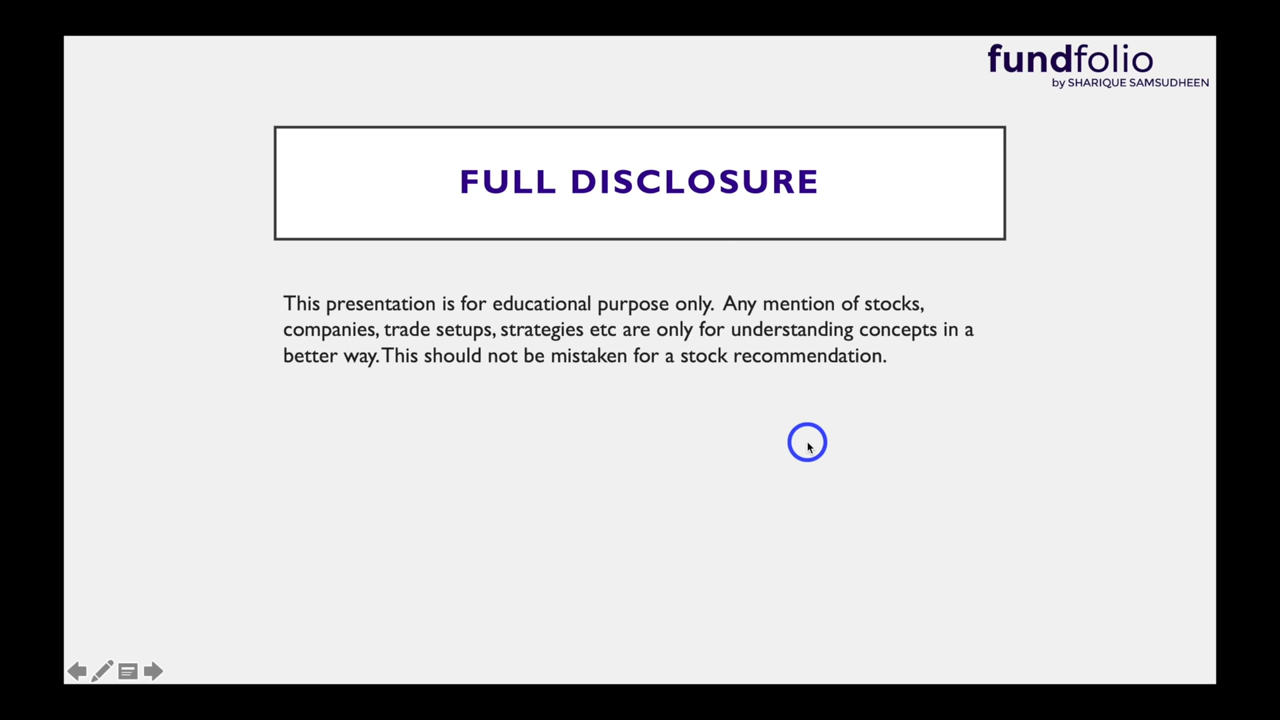 fundfolio
by SHARIQUE SAMSUDHEEN
FULL DISCLOSURE
This presentation is for educational purpose only. Any mention of stocks,
companies, trade setups, strategies etc are only for understanding concepts in a
better way. This should not be mistaken for a stock recommendation.